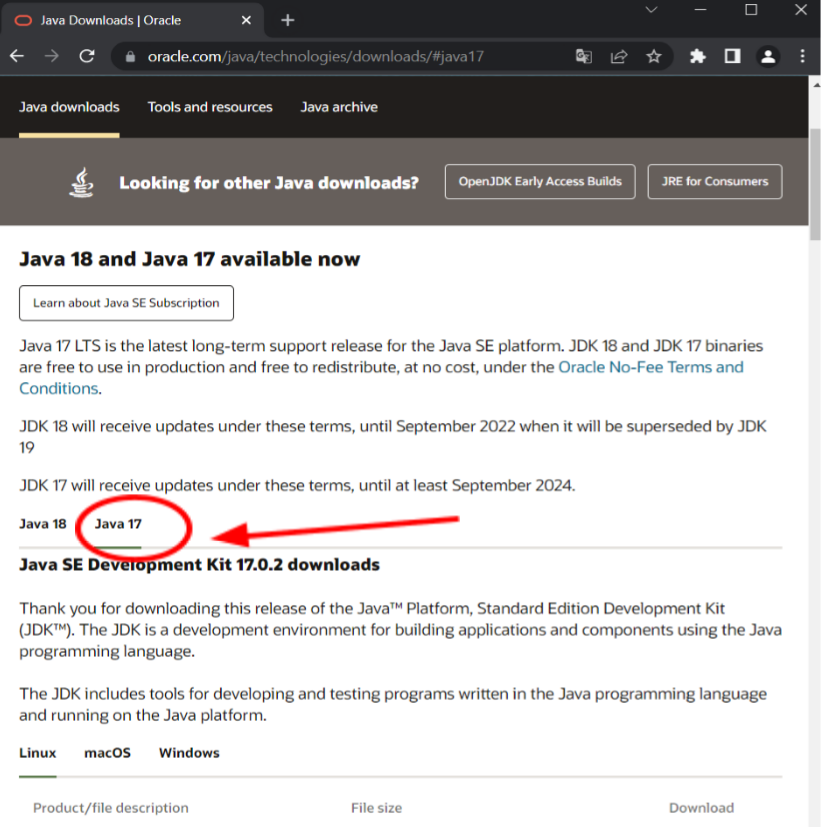 Java Downloads | Oracle
oracle.com/java/technologies/downloads/#java17
Java downloads Tools and resources Java archive
Looking for other Java downloads? OpenJDK Early Access Builds JRE for Consumers
Java 18 and Java 17 available now
Learn about Java SE Subscription
Java 17 LTS is the latest long-term support release for the Java SE platform. JDK 18 and JDK 17 binaries
are free to use in production and free to redistribute, at no cost, under the Oracle No-Fee Terms and
Conditions.
JDK 18 will receive updates under these terms, until September 2022 when it will be superseded by JDK
19
JDK 17 will receive updates under these terms, until at least September 2024.
Java 18 Java 17
Java SE Development Kit 17.0.2 downloads
Thank you for downloading this release of the Java™ Platform, Standard Edition Development Kit
(JDK™). The JDK is a development environment for building applications and components using the Java
programming language.
The JDK includes tools for developing and testing programs written in the Java programming language
and running on the Java platform.
Linux macOS Windows
Product/file description File size Download